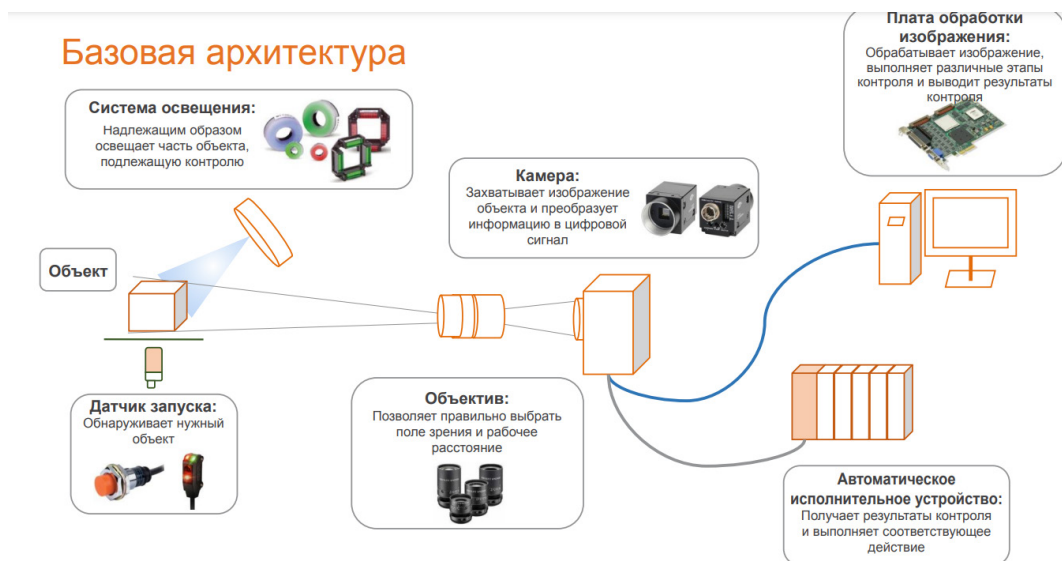 Базовая архитектура
Система освещения:
Надлежащим образом
освещает часть объекта,
подлежащую контролю
Плата обработки
изображения:
Обрабатывает изображение,
выполняет различные этапы
контроля и выводит результаты
контроля
Камера:
Захватывает изображение
объекта и преобразует
информацию в цифровой
сигнал
Объект
Датчик запуска:
Обнаруживает нужный
объект
Объектив:
Позволяет правильно выбрать
поле зрения и рабочее
расстояние
Автоматическое
исполнительное устройство:
Получает результаты контроля
и выполняет соответствующее
действие